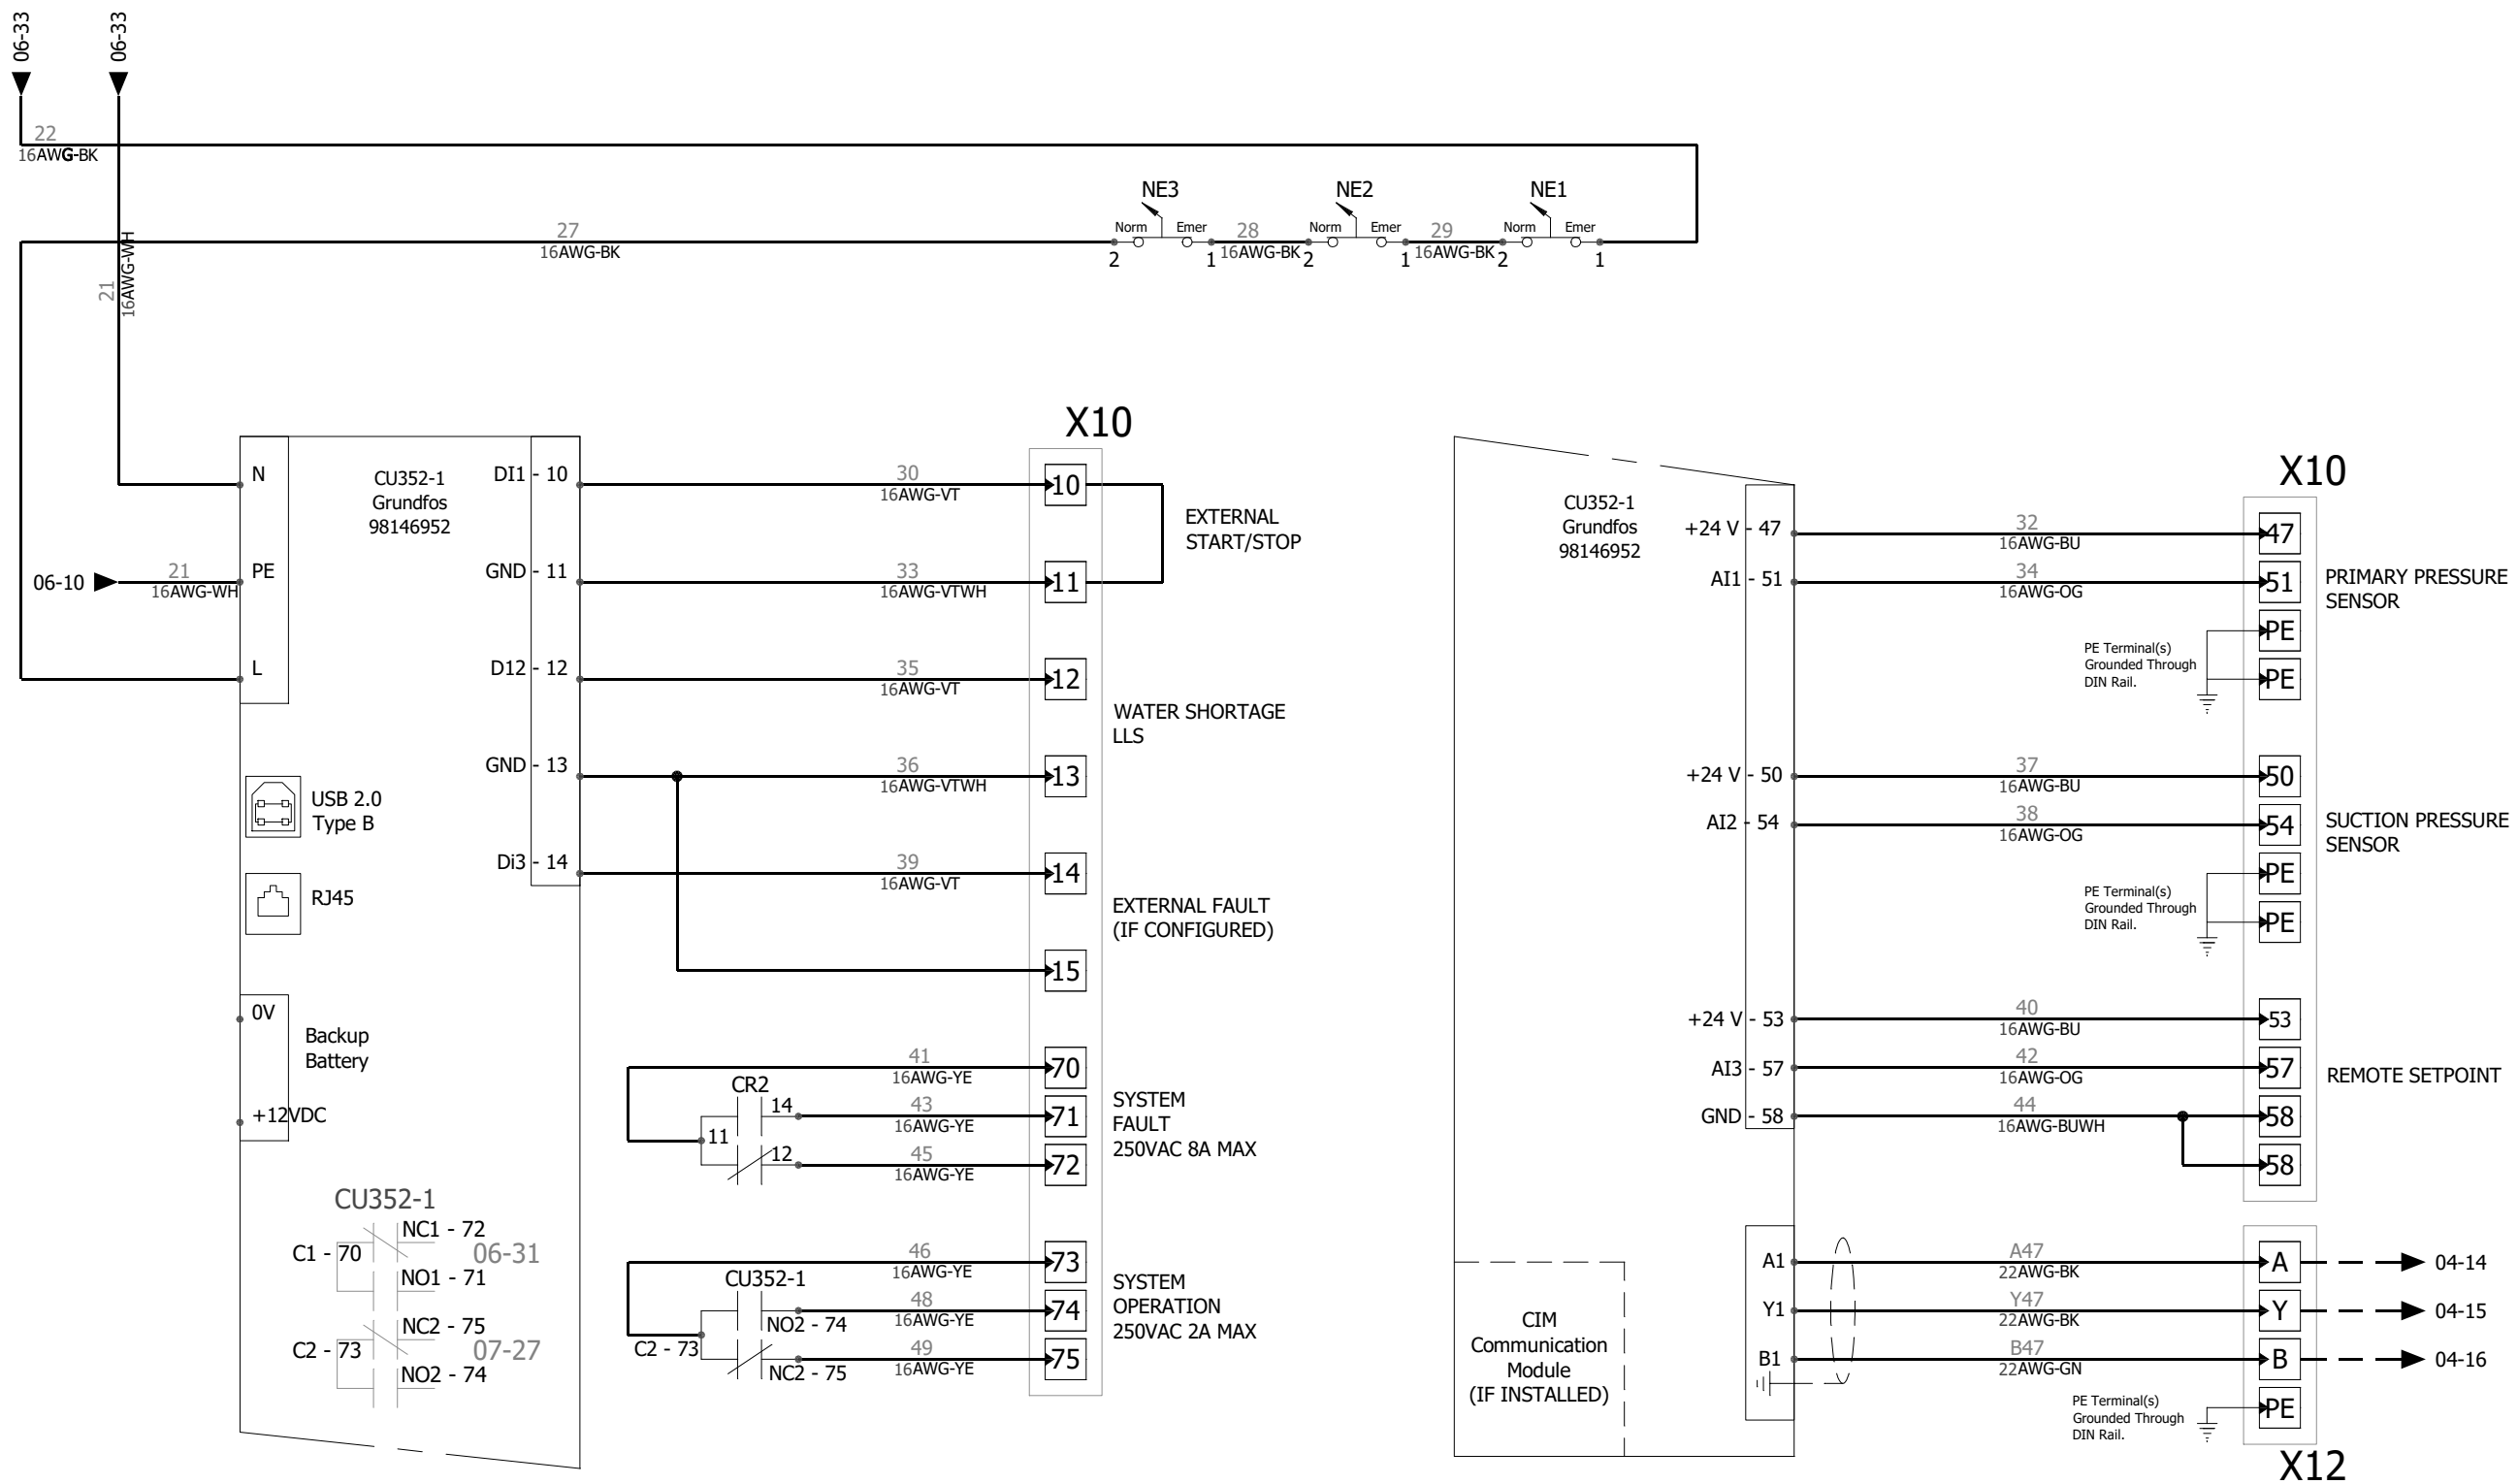 06-33
06-33
22
16AWG-BK
21
16AWG-WH
27
16AWG-BK
NE3
Norm Emer
2 1
28
16AWG-BK
NE2
Norm Emer
2 1
29
16AWG-BK
NE1
Norm Emer
2 1
06-10
21
16AWG-WH
N
PE
L
CU352-1
Grundfos
98146952
USB 2.0
Type B
RJ45
0V
Backup
Battery
+12VDC
CU352-1
C1 - 70
NC1 - 72
06-31
NO1 - 71
C2 - 73
NC2 - 75
07-27
NO2 - 74
X10
DI1 - 10
30
16AWG-VT
10
EXTERNAL
START/STOP
GND - 11
33
16AWG-VTWH
11
D12 - 12
35
16AWG-VT
12
WATER SHORTAGE
LLS
GND - 13
36
16AWG-VTWH
13
Di3 - 14
39
16AWG-VT
14
EXTERNAL FAULT
(IF CONFIGURED)
15
41
16AWG-YE
70
CR2
14
43
16AWG-YE
71
11
12
45
16AWG-YE
72
SYSTEM
FAULT
250VAC 8A MAX
46
16AWG-YE
73
CU352-1
48
16AWG-YE
74
NO2 - 74
C2 - 73
49
16AWG-YE
75
NC2 - 75
SYSTEM
OPERATION
250VAC 2A MAX
CU352-1
Grundfos
98146952
X10
+24 V - 47
32
16AWG-BU
47
AI1 - 51
34
16AWG-OG
51
PRIMARY PRESSURE
SENSOR
PE
PE
PE Terminal(s)
Grounded Through
DIN Rail.
+24 V - 50
37
16AWG-BU
50
AI2 - 54
38
16AWG-OG
54
SUCTION PRESSURE
SENSOR
PE
PE
PE Terminal(s)
Grounded Through
DIN Rail.
+24 V - 53
40
16AWG-BU
53
AI3 - 57
42
16AWG-OG
57
REMOTE SETPOINT
GND - 58
44
16AWG-BUWH
58
58
CIM
Communication
Module
(IF INSTALLED)
A1
A47
22AWG-BK
A
04-14
Y1
Y47
22AWG-BK
Y
04-15
B1
B47
22AWG-GN
B
04-16
PE Terminal(s)
Grounded Through
DIN Rail.
PE
X12